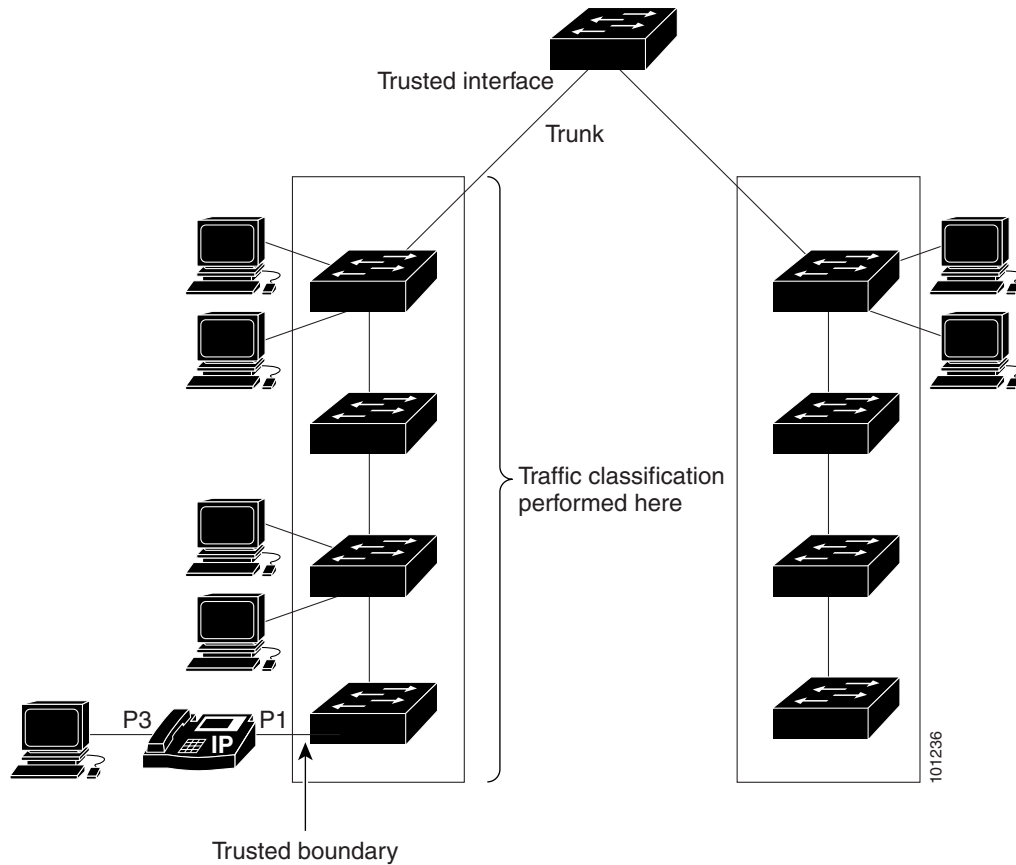 Trusted interface
Trunk
Traffic classification
performed here
P3
IP
P1
101236
Trusted boundary